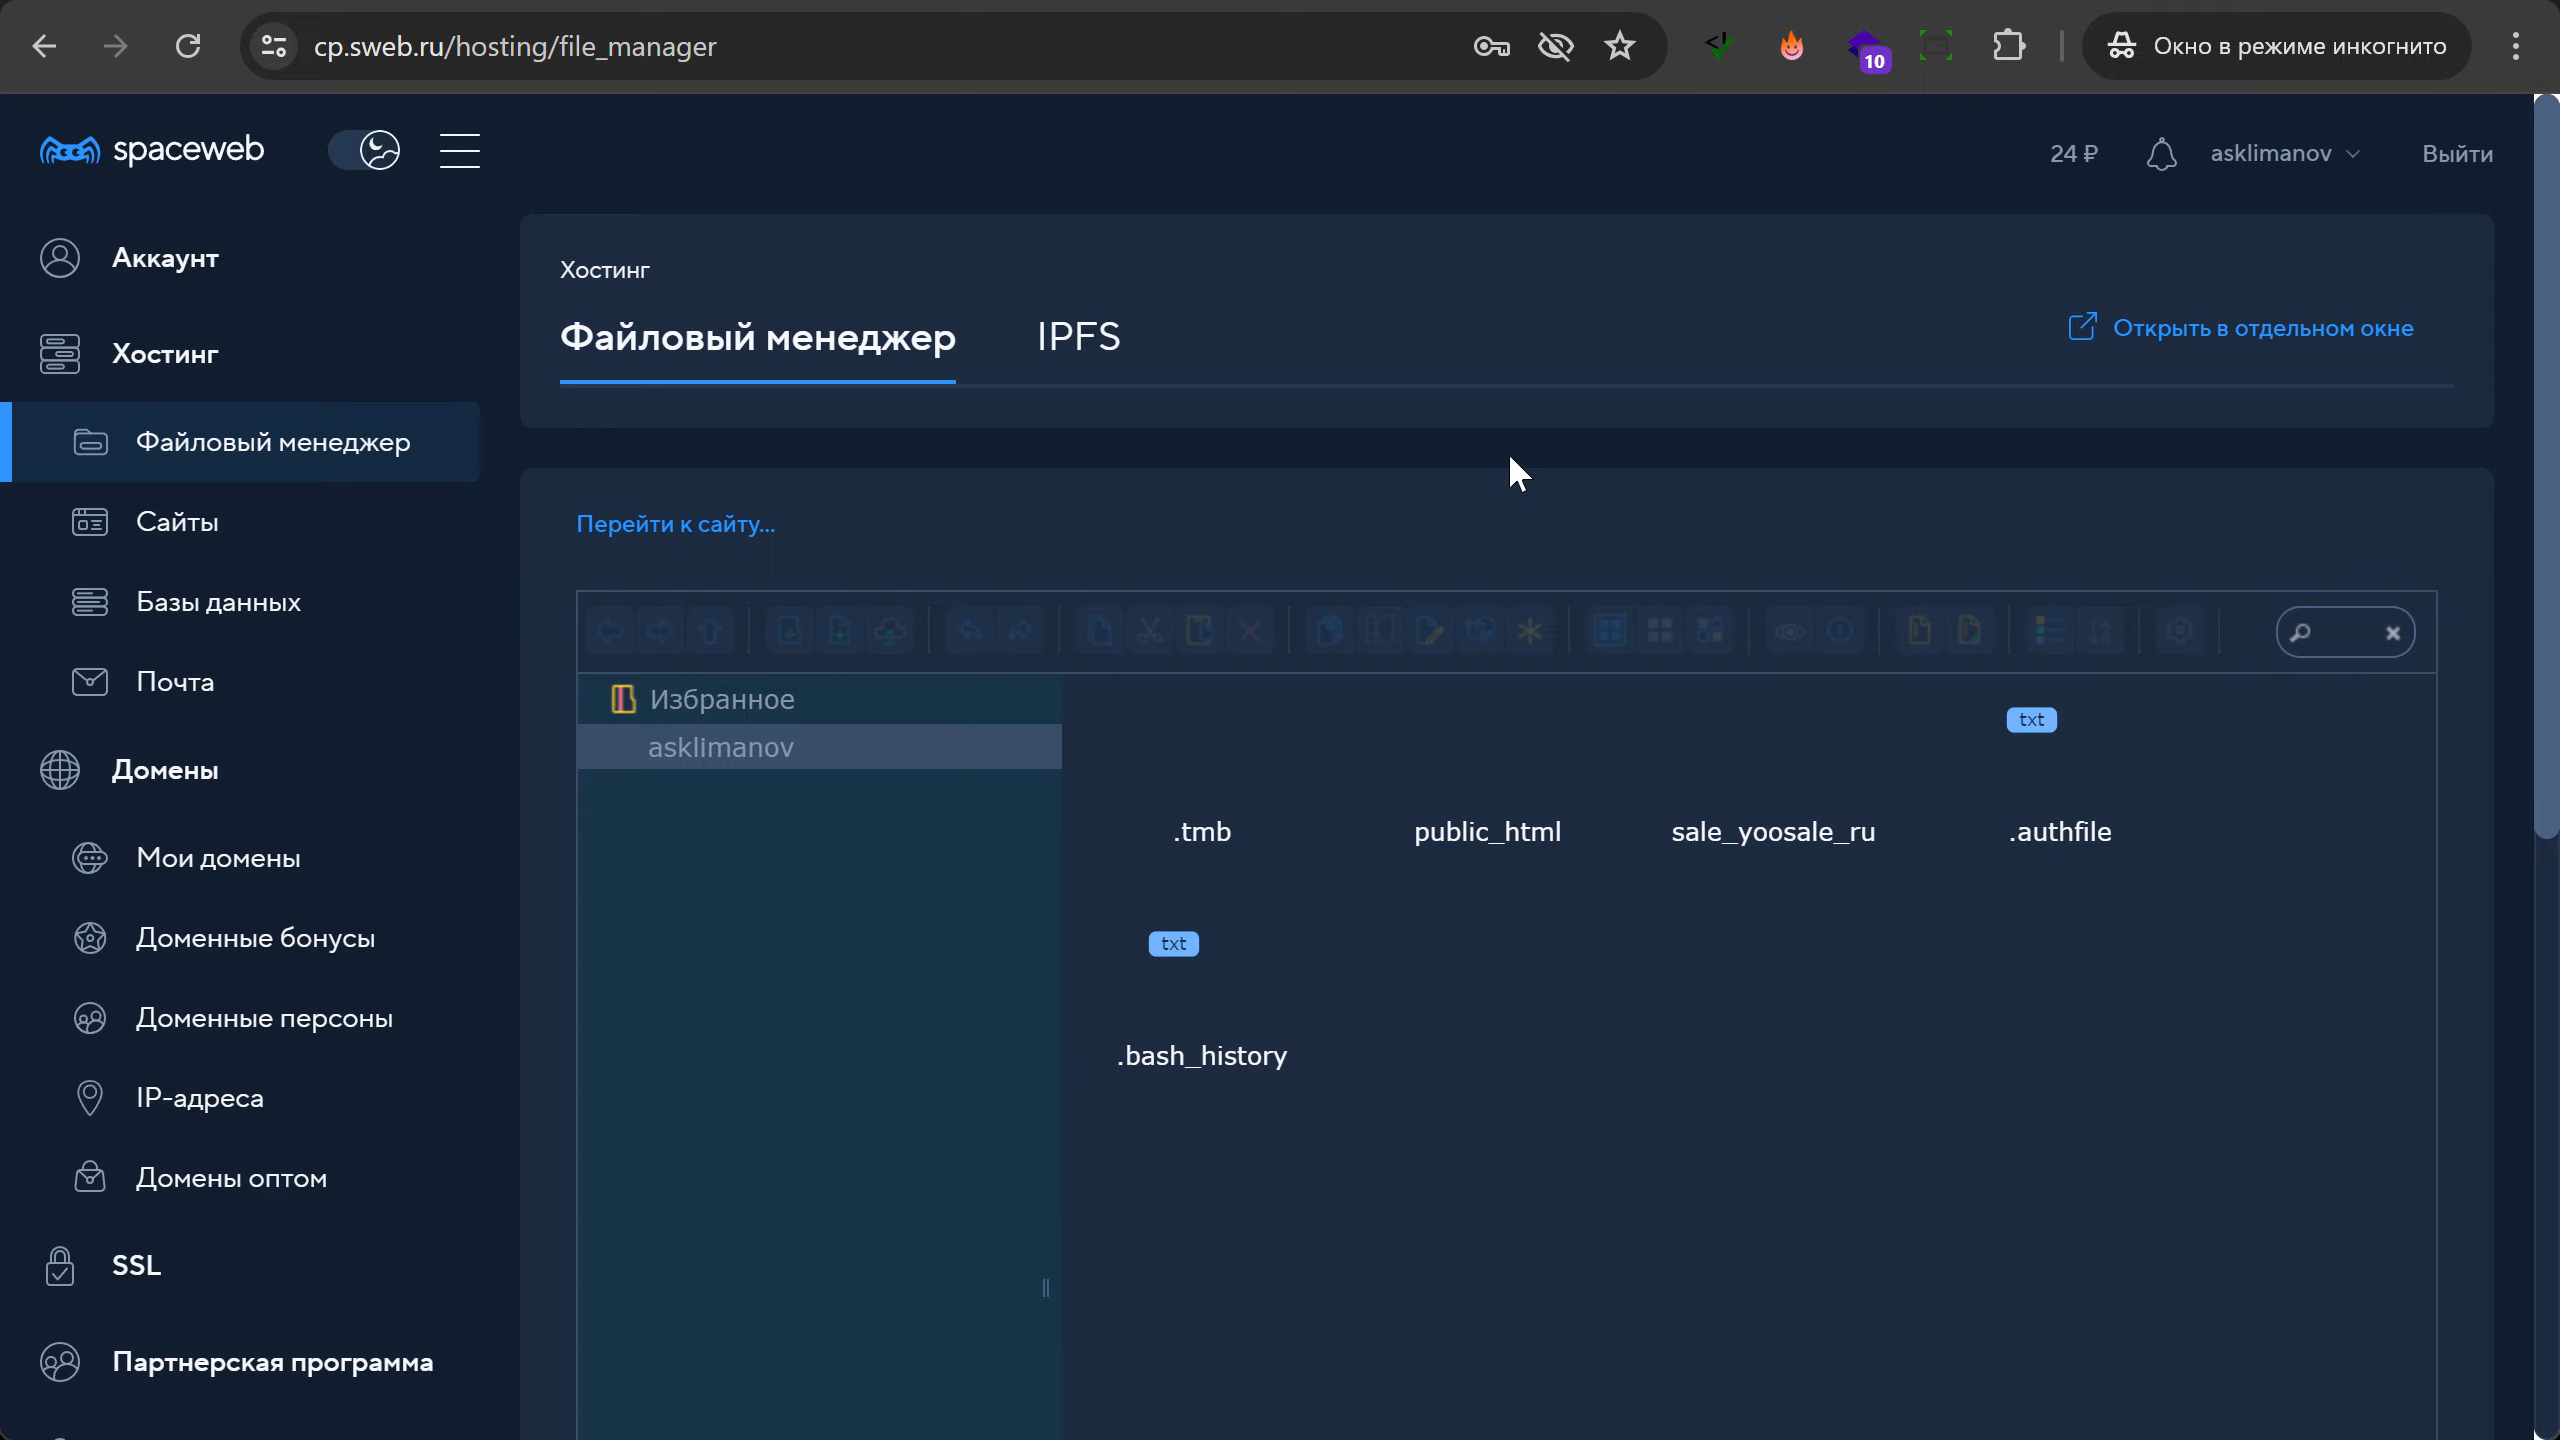 cp.sweb.ru/hosting/file_manager
10
Окно в режиме инкогнито
spaceweb
24 ₽
asklimanov
Выйти
Аккаунт
Хостинг
Файловый менеджер
Сайты
Базы данных
Почта
Домены
Мои домены
Доменные бонусы
Доменные персоны
IP-адреса
Домены оптом
SSL
Партнерская программа
Хостинг
Файловый менеджер
IPFS
Открыть в отдельном окне
Перейти к сайту...
Избранное
asklimanov
txt
.tmb
public_html
sale_yoosale_ru
.authfile
txt
.bash_history